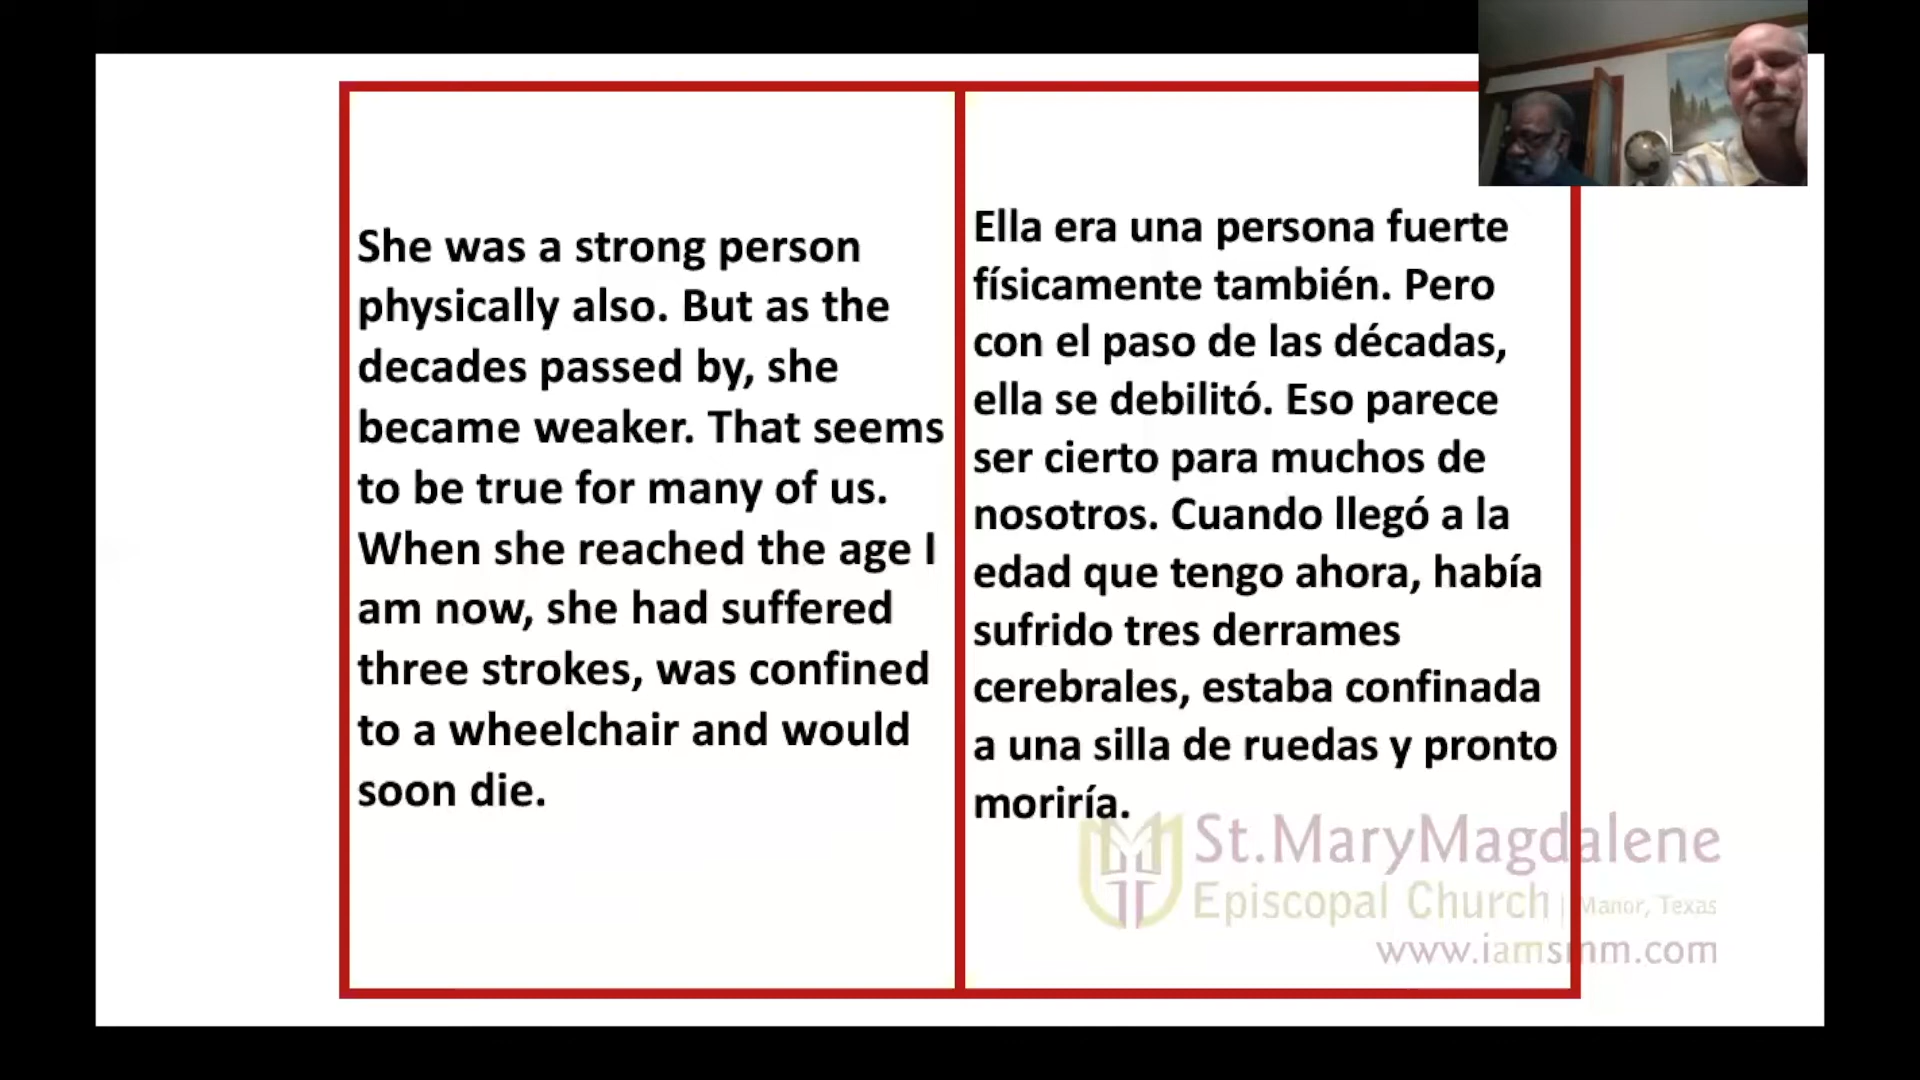 She was a strong person
physically also. But as the
decades passed by, she
became weaker. That seems
to be true for many of us.
When she reached the age I
am now, she had suffered
three strokes, was confined
to a wheelchair and would
soon die.
Ella era una persona fuerte
físicamente también. Pero
con el paso de las décadas,
ella se debilitó. Eso parece
ser cierto para muchos de
nosotros. Cuando llegó a la
edad que tengo ahora, había
sufrido tres derrames
cerebrales, estaba confinada
a una silla de ruedas y pronto
moriría.
St.MaryMagdalene
Episcopal Church | Manor, Texas
www.iamsmm.com